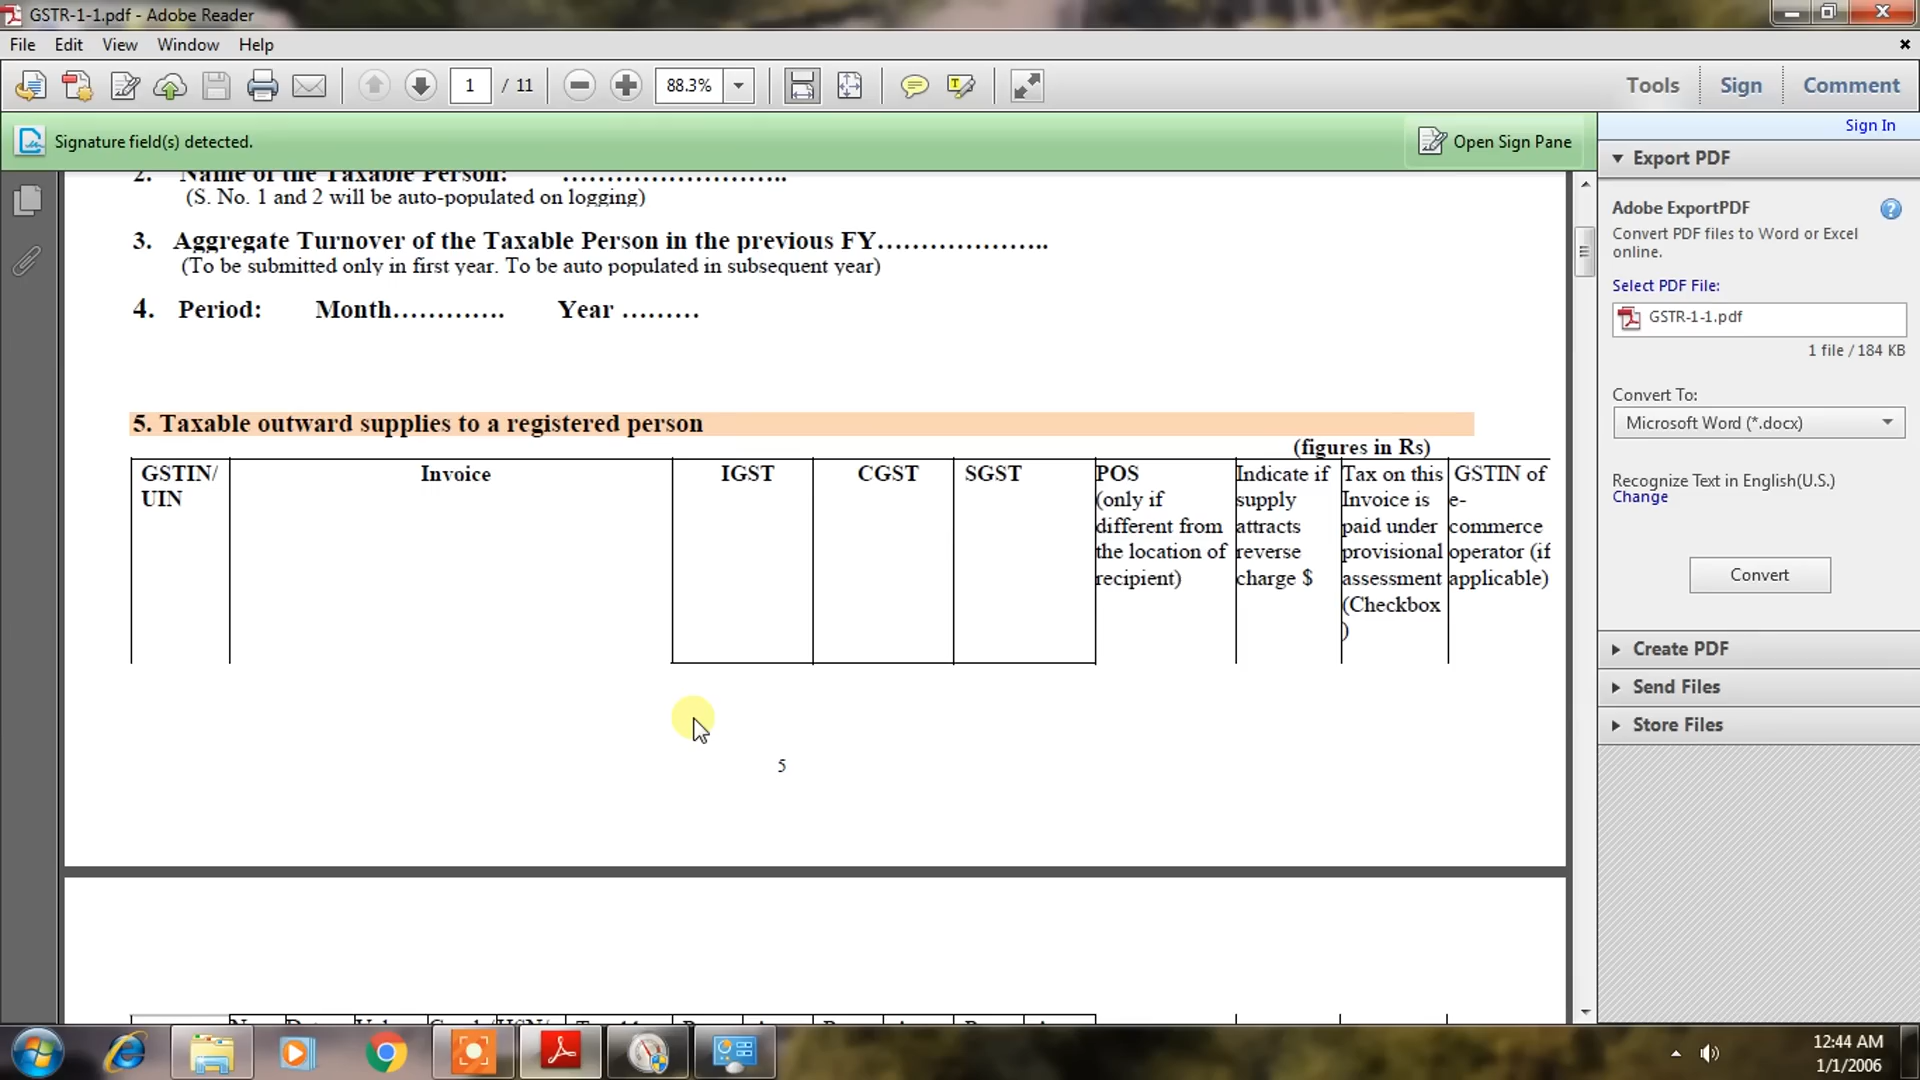 GSTR-1-1.pdf - Adobe Reader
File Edit View Window Help
1 / 11 88.3% Tools Sign Comment
Signature field(s) detected. Open Sign Pane
Sign In
2. Name of the Taxable Person: ……………………..
(S. No. 1 and 2 will be auto-populated on logging)
3. Aggregate Turnover of the Taxable Person in the previous FY………………..
(To be submitted only in first year. To be auto populated in subsequent year)
4. Period: Month…………. Year ………
5. Taxable outward supplies to a registered person
(figures in Rs)
GSTIN/
UIN
Invoice
IGST
CGST
SGST
POS
(only if
different from
the location of
recipient)
Indicate if
supply
attracts
reverse
charge $
Tax on this
Invoice is
paid under
provisional
assessment
(Checkbox
)
GSTIN of
e-
commerce
operator (if
applicable)
5
Export PDF
Adobe ExportPDF
Convert PDF files to Word or Excel
online.
Select PDF File:
GSTR-1-1.pdf
1 file / 184 KB
Convert To:
Microsoft Word (*.docx)
Recognize Text in English(U.S.)
Change
Convert
Create PDF
Send Files
Store Files
12:44 AM
1/1/2006